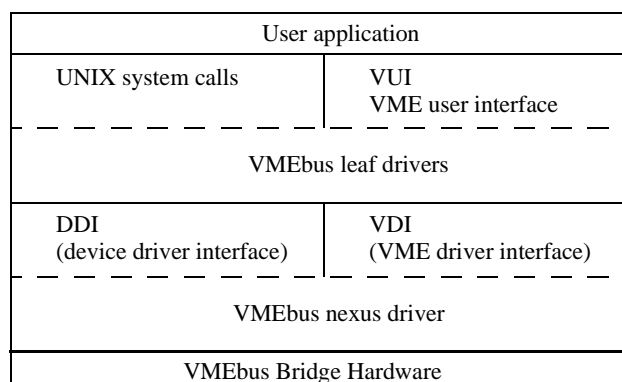 User application
UNIX system calls
VUI
VME user interface
VMEbus leaf drivers
DDI
(device driver interface)
VDI
(VME driver interface)
VMEbus nexus driver
VMEbus Bridge Hardware